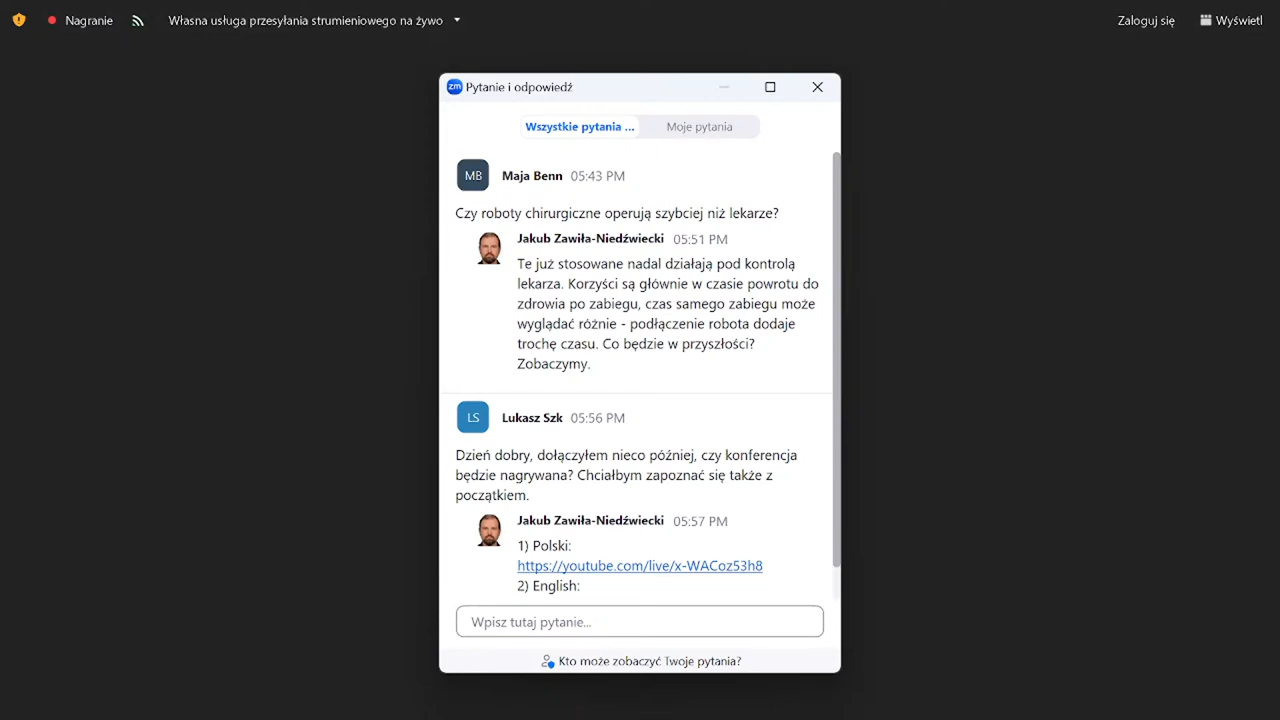 Nagranie
Własna usługa przesyłania strumieniowego na żywo
Zaloguj się
Wyświetl
zm
Pytanie i odpowiedź
Wszystkie pytania ...
Moje pytania
MB
Maja Benn 05:43 PM
Czy roboty chirurgiczne operują szybciej niż lekarze?
Jakub Zawiła-Niedźwiecki 05:51 PM
Te już stosowane nadal działają pod kontrolą
lekarza. Korzyści są głównie w czasie powrotu do
zdrowia po zabiegu, czas samego zabiegu może
wyglądać różnie - podłączenie robota dodaje
trochę czasu. Co będzie w przyszłości?
Zobaczymy.
LS
Lukasz Szk 05:56 PM
Dzień dobry, dołączyłem nieco później, czy konferencja
będzie nagrywana? Chciałbym zapoznać się także z
początkiem.
Jakub Zawiła-Niedźwiecki 05:57 PM
1) Polski:
https://youtube.com/live/x-WACoz53h8
2) English:
Wpisz tutaj pytanie...
Kto może zobaczyć Twoje pytania?